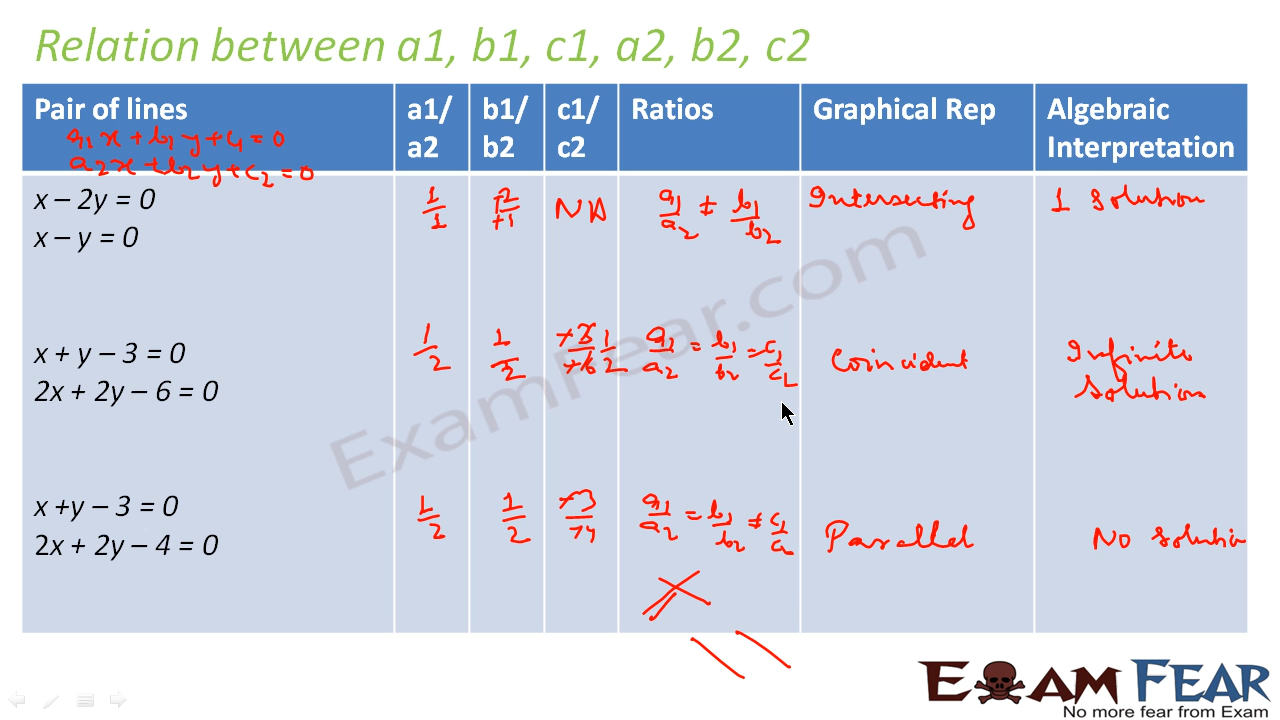 Relation between a1, b1, c1, a2, b2, c2
Pair of lines
a1x + b1y + c1 = 0
a2x + b2y + c2 = 0
a1/
a2
b1/
b2
c1/
c2
Ratios
Graphical Rep
Algebraic
Interpretation
x – 2y = 0
x – y = 0
1/1
NA
a1/a2 ≠ b1/b2
Intersecting
1 Solution
x + y – 3 = 0
2x + 2y – 6 = 0
1/2
1/2
1/2
a1/a2 = b1/b2 = c1/c2
Coincident
Infinite
Solution
x +y – 3 = 0
2x + 2y – 4 = 0
1/2
1/2
a1/a2 = b1/b2 ≠
Parallel
No solutio
ExamFear.com
EXAM FEAR
No more fear from Exam